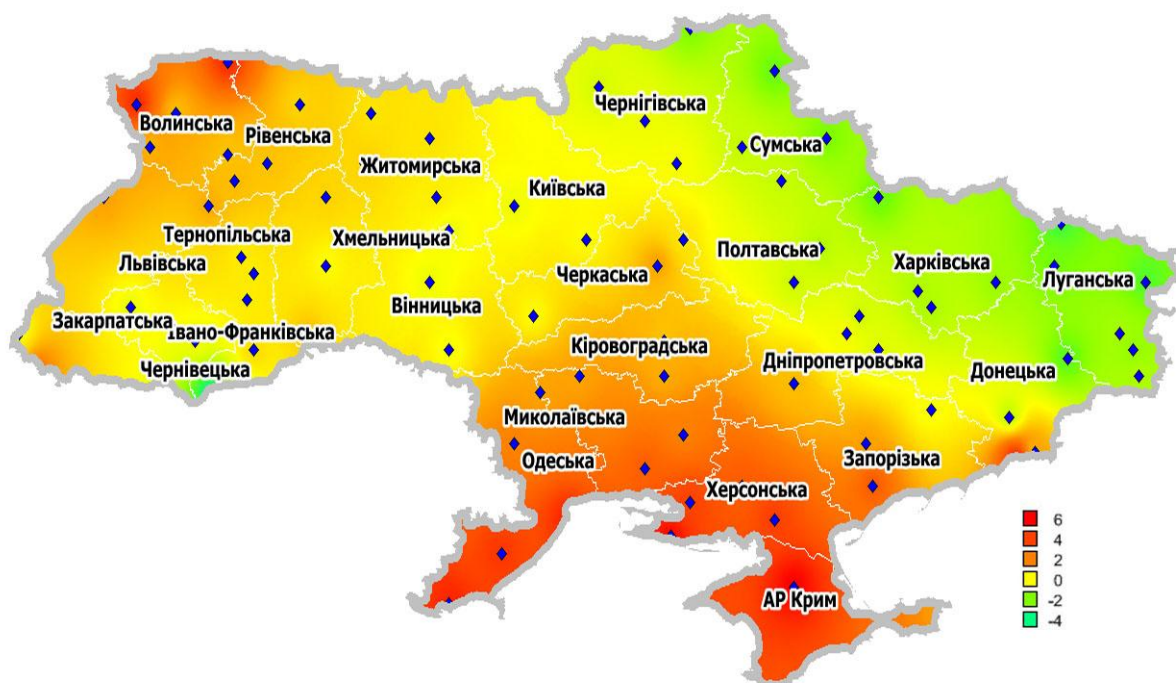 Чернігівська
Волинська
Рівенська
Сумська
Житомирська
Київська
Тернопільська
Хмельницька
Полтавська
Львівська
Черкаська
Харківська
Луганська
Вінницька
Закарпатська
Івано-Франківська
Кіровоградська
Дніпропетровська
Чернівецька
Донецька
Миколаївська
Одеська
Запорізька
Херсонська
АР Крим
6
4
2
0
-2
-4